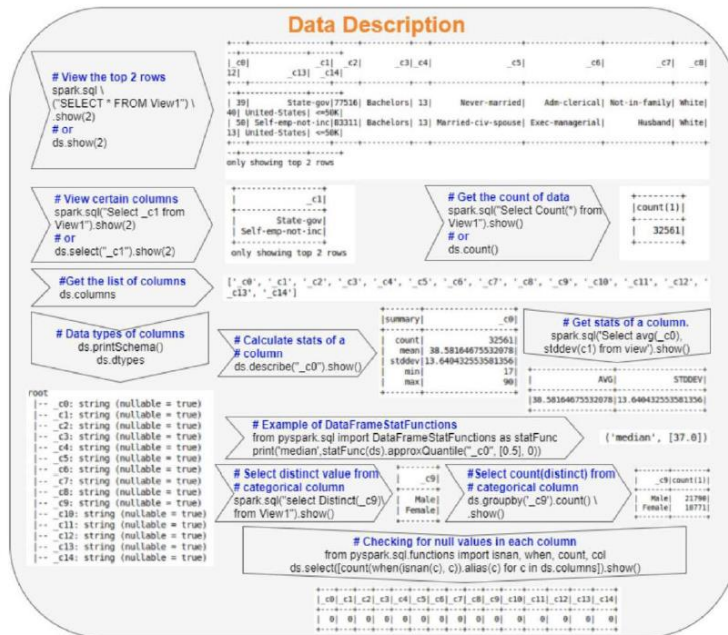 Data Description
# View the top 2 rows
spark.sql \
("SELECT * FROM View1") \
.show(2)
# or
ds.show(2)
+---+----------------+-----+
|_c0|             _c1|  _c2|       _c3|_c4|               _c5|            _c6|          _c7|  _c8|
12|          _c13|  _c14|
| 39|       State-gov|77516| Bachelors| 13|     Never-married|   Adm-clerical|Not-in-family|White|
40| United-States| <=50K|
| 50| Self-emp-not-inc|83311| Bachelors| 13| Married-civ-spouse| Exec-managerial|      Husband| White|
13| United-States| <=50K|
only showing top 2 rows
# View certain columns
spark.sql("Select _c1 from
View1").show(2)
# or
ds.select("_c1").show(2)
|             _c1|
|       State-gov|
| Self-emp-not-inc|
only showing top 2 rows
# Get the count of data
spark.sql("Select Count(*) from
View1").show()
# or
ds.count()
|count(1)|
|   32561|
#Get the list of columns
ds.columns
['_c0', '_c1', '_c2', '_c3', '_c4', '_c5', '_c6', '_c7', '_c8', '_c9', '_c10', '_c11', '_c12', '
_c13', '_c14']
# Data types of columns
ds.printSchema()
ds.dtypes
root
|-- _c0: string (nullable = true)
|-- _c1: string (nullable = true)
|-- _c2: string (nullable = true)
|-- _c3: string (nullable = true)
|-- _c4: string (nullable = true)
|-- _c5: string (nullable = true)
|-- _c6: string (nullable = true)
|-- _c7: string (nullable = true)
|-- _c8: string (nullable = true)
|-- _c9: string (nullable = true)
|-- _c10: string (nullable = true)
|-- _c11: string (nullable = true)
|-- _c12: string (nullable = true)
|-- _c13: string (nullable = true)
|-- _c14: string (nullable = true)
# Calculate stats of a
# column
ds.describe("_c0").show()
|summary|              _c0|
|  count|            32561|
|   mean| 38.58164675532078|
| stddev|13.640432553581356|
|    min|               17|
|    max|               90|
# Get stats of a column.
spark.sql("Select avg(_c0),
stddev(c1) from view').show()
|              AVG|            STDDEV|
|38.58164675532078|13.640432553581356|
# Example of DataFrameStatFunctions
from pyspark.sql import DataFrameStatFunctions as statFunc
print('median',statFunc(ds).approxQuantile("_c0", [0.5], 0))
('median', [37.0])
# Select distinct value from
# categorical column
spark.sql("select Distinct(_c9)\
from View1").show()
|    _c9|
|   Male|
| Female|
#Select count(distinct) from
# categorical column
ds.groupby('_c9').count() \
.show()
|    _c9|count(1)|
|   Male|   21790|
| Female|   10771|
# Checking for null values in each column
from pyspark.sql.functions import isnan, when, count, col
ds.select([count(when(isnan(c), c)).alias(c) for c in ds.columns]).show()
|_c0|_c1|_c2|_c3|_c4|_c5|_c6|_c7|_c8|_c9|_c10|_c11|_c12|_c13|_c14|
|  0|  0|  0|  0|  0|  0|  0|  0|  0|  0|   0|   0|   0|   0|   0|